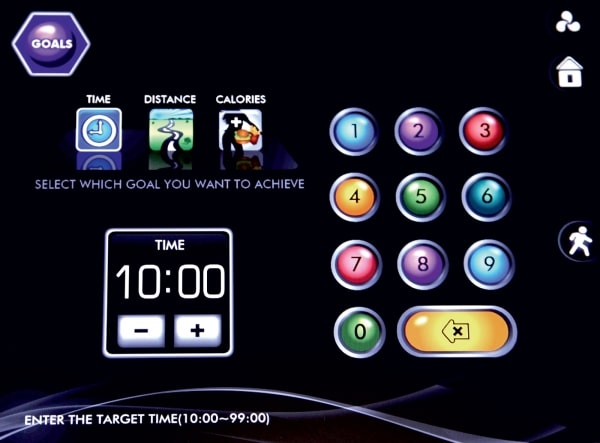 GOALS
TIME DISTANCE CALORIES
SELECT WHICH GOAL YOU WANT TO ACHIEVE
1 2 3
4 5 6
7 8 9
0
TIME
10:00
- +
ENTER THE TARGET TIME(10:00~99:00)